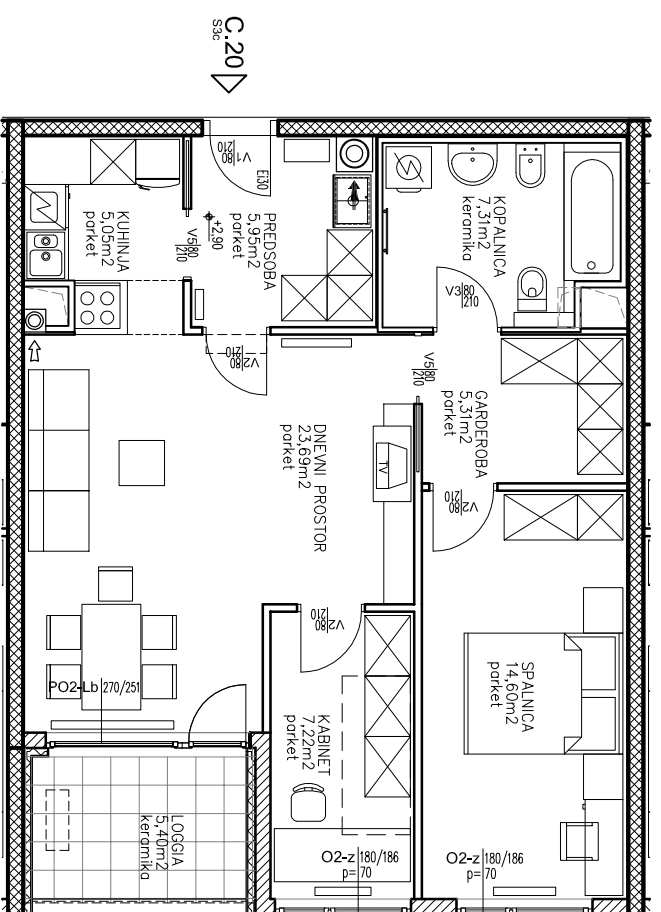 C.20
S3c
80
210
V1
EI30
PREDSOBA
5,95m2
parket
+2,90
KUHINJA
5,05m2
parket
V5
80
210
KOPALNICA
7,31m2
keramika
V3
80
210
V2
80
210
V5
80
210
GARDEROBA
5,31m2
parket
DNEVNI PROSTOR
23,69m2
parket
TV
V2
80
210
V2
80
210
SPALNICA
14,60m2
parket
PO2-Lb 270/251
KABINET
7,22m2
parket
LOGGIA
5,40m2
keramika
O2-z 180/186
p= 70
O2-z 180/186
p= 70